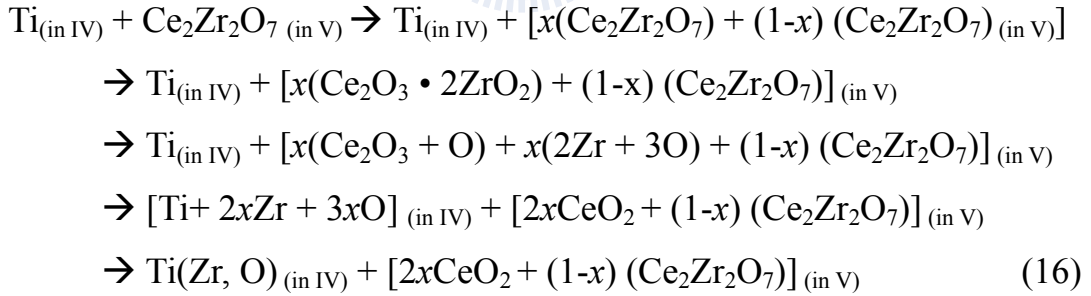 Ti(in IV) + Ce₂Zr₂O₇ (in V) → Ti(in IV) + [x(Ce₂Zr₂O₇) + (1-x) (Ce₂Zr₂O₇)(in V)]
→ Ti(in IV) + [x(Ce₂O₃ • 2ZrO₂) + (1-x) (Ce₂Zr₂O₇)] (in V)
→ Ti(in IV) + [x(Ce₂O₃ + O) + x(2Zr + 3O) + (1-x) (Ce₂Zr₂O₇)] (in V)
→ [Ti+ 2xZr + 3xO] (in IV) + [2xCeO₂ + (1-x) (Ce₂Zr₂O₇)] (in V)
→ Ti(Zr, O) (in IV) + [2xCeO₂ + (1-x) (Ce₂Zr₂O₇)] (in V) (16)